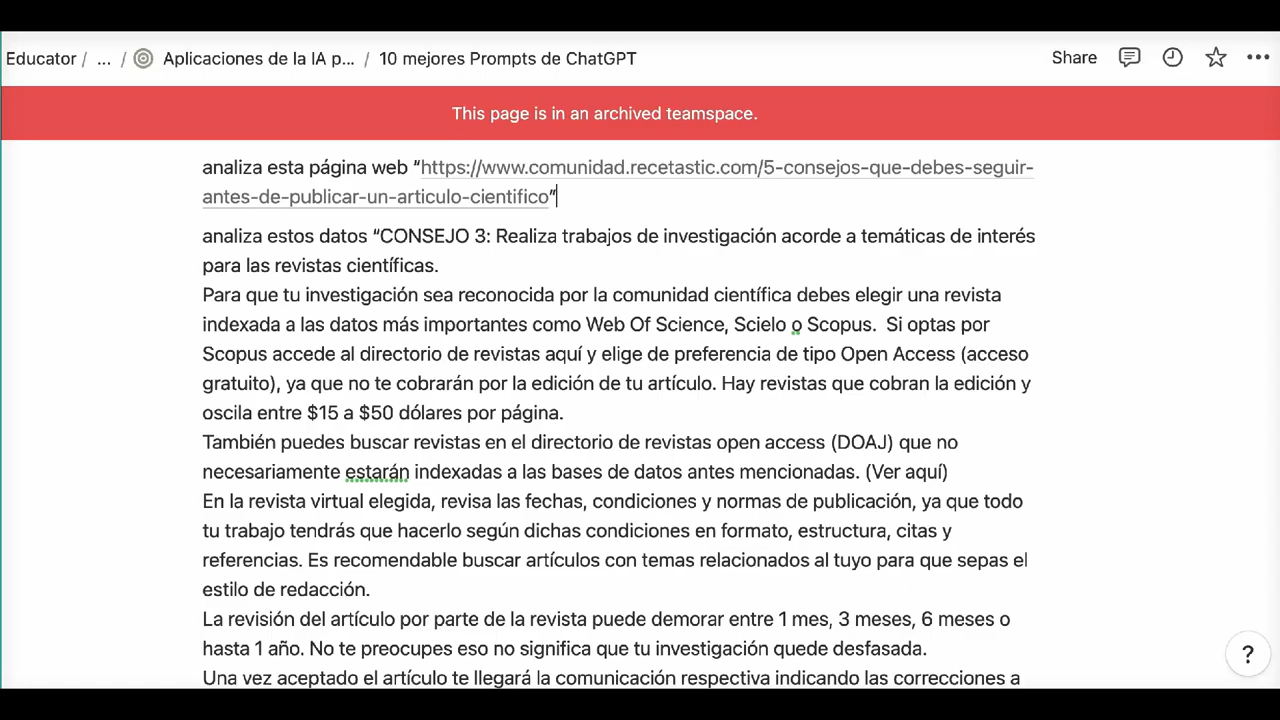 Educator / ... / Aplicaciones de la IA p... / 10 mejores Prompts de ChatGPT
Share
This page is in an archived teamspace.
analiza esta página web “https://www.comunidad.recetastic.com/5-consejos-que-debes-seguir-
antes-de-publicar-un-articulo-cientifico”
analiza estos datos “CONSEJO 3: Realiza trabajos de investigación acorde a temáticas de interés
para las revistas científicas.
Para que tu investigación sea reconocida por la comunidad científica debes elegir una revista
indexada a las datos más importantes como Web Of Science, Scielo o Scopus.  Si optas por
Scopus accede al directorio de revistas aquí y elige de preferencia de tipo Open Access (acceso
gratuito), ya que no te cobrarán por la edición de tu artículo. Hay revistas que cobran la edición y
oscila entre $15 a $50 dólares por página.
También puedes buscar revistas en el directorio de revistas open access (DOAJ) que no
necesariamente estarán indexadas a las bases de datos antes mencionadas. (Ver aquí)
En la revista virtual elegida, revisa las fechas, condiciones y normas de publicación, ya que todo
tu trabajo tendrás que hacerlo según dichas condiciones en formato, estructura, citas y
referencias. Es recomendable buscar artículos con temas relacionados al tuyo para que sepas el
estilo de redacción.
La revisión del artículo por parte de la revista puede demorar entre 1 mes, 3 meses, 6 meses o
hasta 1 año. No te preocupes eso no significa que tu investigación quede desfasada.
Una vez aceptado el artículo te llegará la comunicación respectiva indicando las correcciones a
?